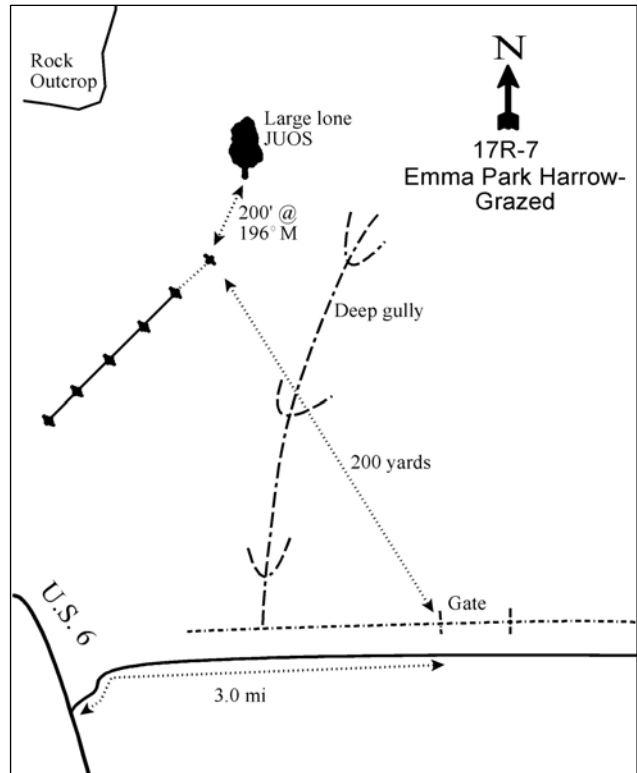 Rock
Outcrop
Large lone
JUOS
N
17R-7
Emma Park Harrow-
Grazed
200' @
196° M
Deep gully
200 yards
U.S. 6
Gate
3.0 mi